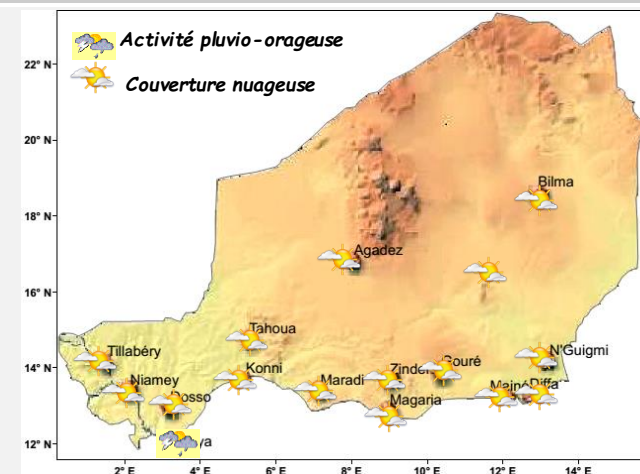 Activité pluvio-orageuse
Couverture nuageuse
22° N
20° N
18° N
16° N
14° N
12° N
Bilma
Agadez
Tahoua
Tillabéry
N'Guigmi
Konni
Zinder
Niamey
Maradi
Diffa
Magaria
2° E
4° E
6° E
8° E
10° E
12° E
14° E